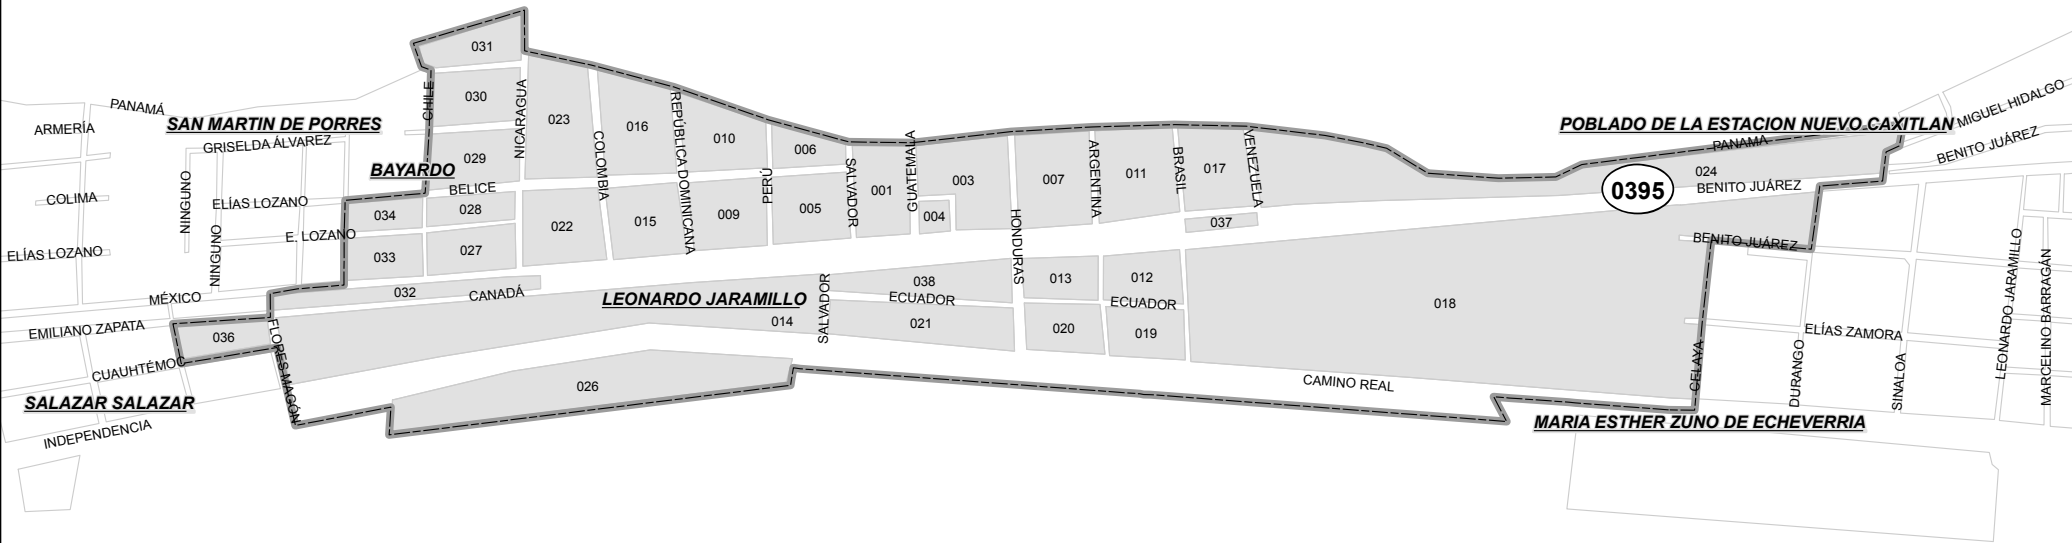 031
030
029
CHILE
NICARAGUA
023
COLOMBIA
016
REPÚBLICA DOMINICANA
010
PERÚ
006
SALVADOR
001
GUATEMALA
003
004
HONDURAS
007
ARGENTINA
011
BRASIL
017
VENEZUELA
037
POBLADO DE LA ESTACION NUEVO CAXITLAN
PANAMÁ
024
BENITO JUÁREZ
0395
MIGUEL HIDALGO
BENITO JUÁREZ
PANAMÁ
ARMERÍA
SAN MARTIN DE PORRES
GRISELDA ÁLVAREZ
BAYARDO
BELICE
COLIMA
NINGUNO
ELÍAS LOZANO
034
028
022
015
009
005
NINGUNO
E. LOZANO
ELÍAS LOZANO
033
027
BENITO JUÁREZ
MÉXICO
032
CANADÁ
LEONARDO JARAMILLO
SALVADOR
038
ECUADOR
013
012
ECUADOR
018
EMILIANO ZAPATA
036
FLORES MAGÓN
014
021
020
019
ELÍAS ZAMORA
LEONARDO JARAMILLO
MARCELINO BARRAGÁN
CUAUHTÉMOC
026
CAMINO REAL
CELAYA
DURANGO
SINALOA
SALAZAR SALAZAR
INDEPENDENCIA
MARIA ESTHER ZUNO DE ECHEVERRIA